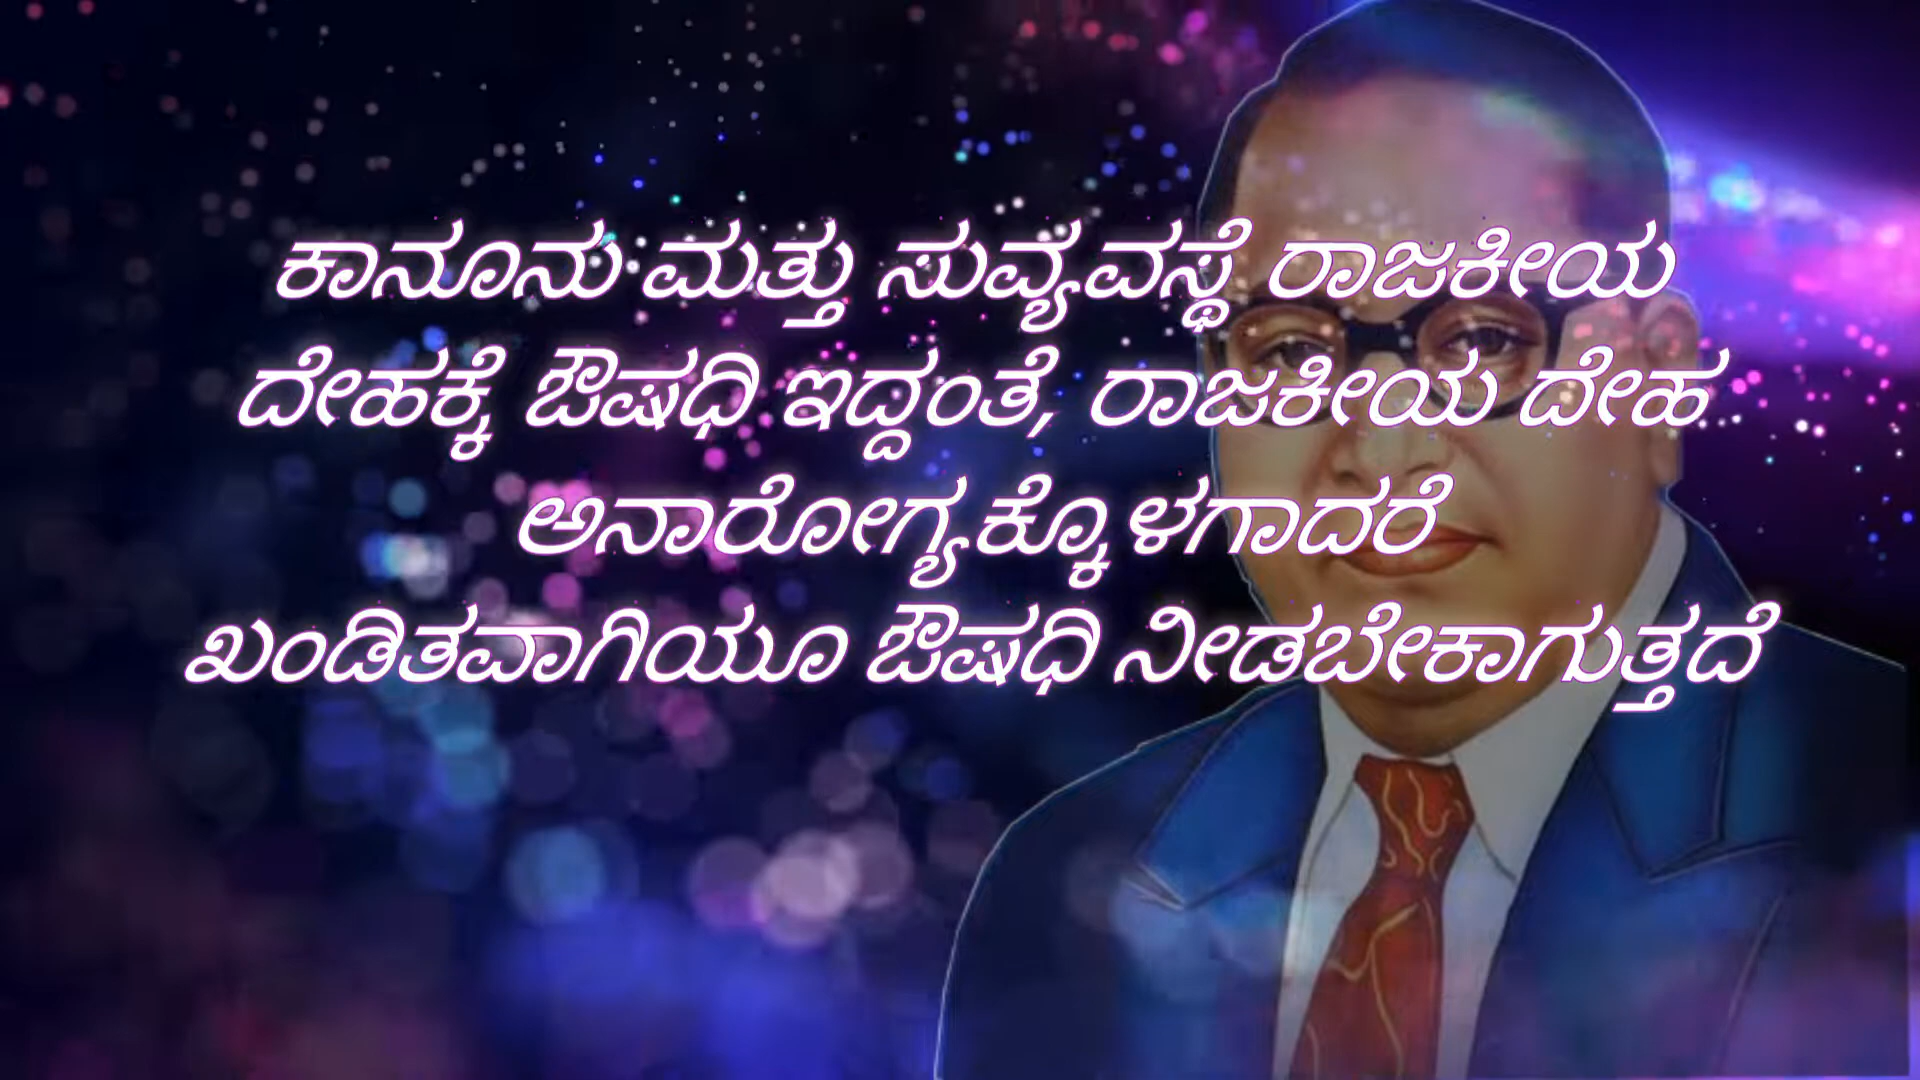 ಕಾನೂನು ಮತ್ತು ಸುವ್ಯವಸ್ಥೆ ರಾಜಕೀಯ
ದೇಹಕ್ಕೆ ಔಷಧಿ ಇದ್ದಂತೆ, ರಾಜಕೀಯ ದೇಹ
ಅನಾರೋಗ್ಯಕ್ಕೊಳಗಾದರೆ
ಖಂಡಿತವಾಗಿಯೂ ಔಷಧಿ ನೀಡಬೇಕಾಗುತ್ತದೆ